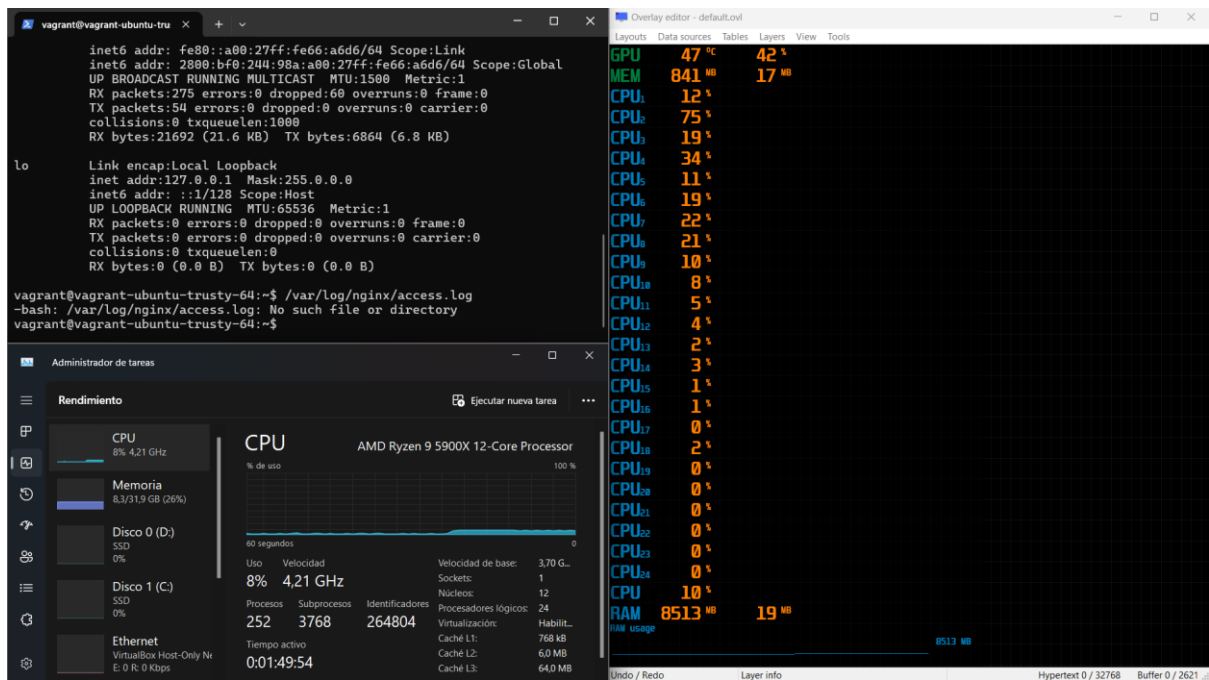 vagrant@vagrant-ubuntu-tru
inet6 addr: fe80::a00:27ff:fe66:a6d6/64 Scope:Link
inet6 addr: 2800:bf0:244:98a:a00:27ff:fe66:a6d6/64 Scope:Global
UP BROADCAST RUNNING MULTICAST  MTU:1500  Metric:1
RX packets:275 errors:0 dropped:60 overruns:0 frame:0
TX packets:54 errors:0 dropped:0 overruns:0 carrier:0
collisions:0 txqueuelen:1000
RX bytes:21692 (21.6 KB)  TX bytes:6864 (6.8 KB)
lo        Link encap:Local Loopback
inet addr:127.0.0.1  Mask:255.0.0.0
inet6 addr: ::1/128 Scope:Host
UP LOOPBACK RUNNING  MTU:65536  Metric:1
RX packets:0 errors:0 dropped:0 overruns:0 frame:0
TX packets:0 errors:0 dropped:0 overruns:0 carrier:0
collisions:0 txqueuelen:0
RX bytes:0 (0.0 B)  TX bytes:0 (0.0 B)
vagrant@vagrant-ubuntu-trusty-64:~$ /var/log/nginx/access.log
-bash: /var/log/nginx/access.log: No such file or directory
vagrant@vagrant-ubuntu-trusty-64:~$
Administrador de tareas
Rendimiento
Ejecutar nueva tarea
CPU
8% 4,21 GHz
Memoria
8,3/31,9 GB (26%)
Disco 0 (D:)
SSD
0%
Disco 1 (C:)
SSD
0%
Ethernet
VirtualBox Host-Only Ne
E: 0 R: 0 Kbps
CPU AMD Ryzen 9 5900X 12-Core Processor
% de uso 100 %
60 segundos 0
Uso Velocidad
8% 4,21 GHz
Procesos Subprocesos Identificadores
252 3768 264804
Tiempo activo
0:01:49:54
Velocidad de base: 3,70 G...
Sockets: 1
Núcleos: 12
Procesadores lógicos: 24
Virtualización: Habilit...
Caché L1: 768 kB
Caché L2: 6,0 MB
Caché L3: 64,0 MB
Overlay editor - default.ovl
Layouts Data sources Tables Layers View Tools
GPU 47 °C 42 %
MEM 841 MB 17 MB
CPU1 12 %
CPU2 75 %
CPU3 19 %
CPU4 34 %
CPU5 11 %
CPU6 19 %
CPU7 22 %
CPU8 21 %
CPU9 10 %
CPU10 8 %
CPU11 5 %
CPU12 4 %
CPU13 2 %
CPU14 3 %
CPU15 1 %
CPU16 1 %
CPU17 0 %
CPU18 2 %
CPU19 0 %
CPU20 0 %
CPU21 0 %
CPU22 0 %
CPU23 0 %
CPU24 0 %
CPU 10 %
RAM 8513 MB 19 MB
RAM usage
8513 MB
Undo / Redo Layer info Hypertext 0 / 32768 Buffer 0 / 2621